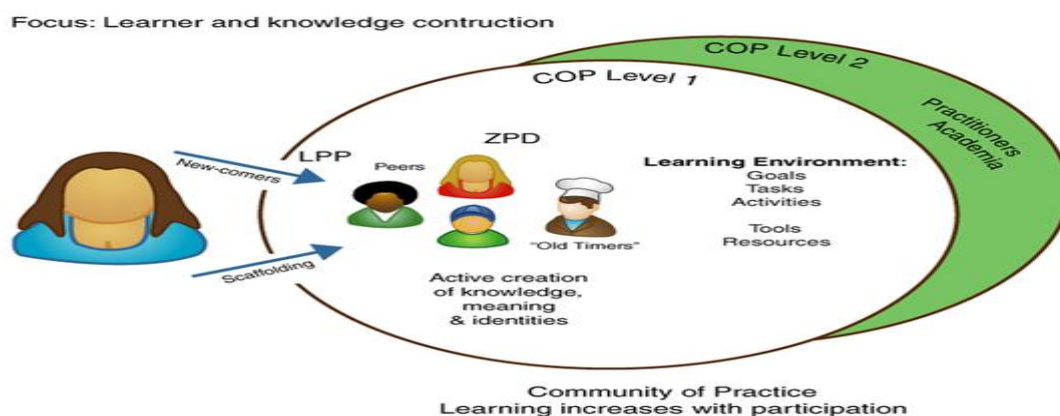 Focus: Learner and knowledge contruction
COP Level 2
COP Level 1
Practitioners
Academia
ZPD
LPP
Peers
New-comers
Scaffolding
"Old Timers"
Learning Environment:
Goals
Tasks
Activities
Tools
Resources
Active creation
of knowledge,
meaning
& identities
Community of Practice
Learning increases with participation